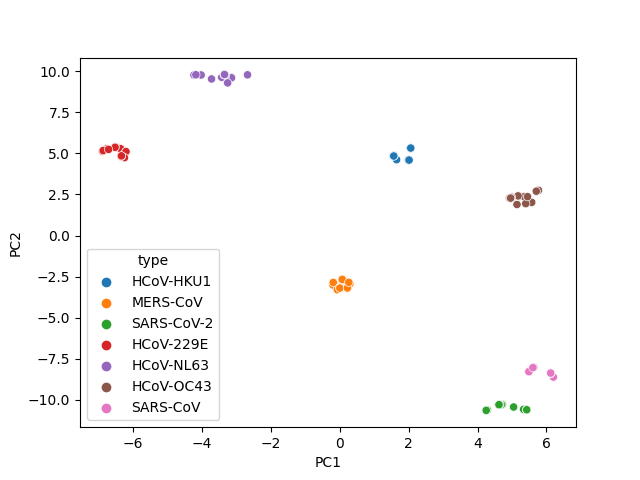 10.0
7.5
5.0
2.5
0.0
−2.5
−5.0
−7.5
−10.0
PC2
type
HCoV-HKU1
MERS-CoV
SARS-CoV-2
HCoV-229E
HCoV-NL63
HCoV-OC43
SARS-CoV
−6 −4 −2 0 2 4 6
PC1